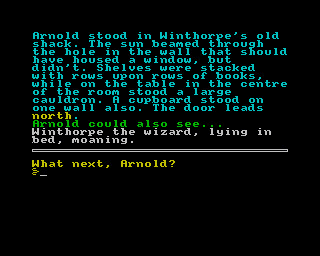 Arnold stood in Winthorpe's old
shack. The sun beamed through
the hole in the wall that should
have housed a window, but
didn't. Shelves were stacked
with rows upon rows of books,
while on the table in the centre
of the room stood a large
cauldron. A cupboard stood on
one wall also. The door leads
north.
Arnold could also see...
Winthorpe the wizard, lying in
bed, moaning.
What next, Arnold?
>_